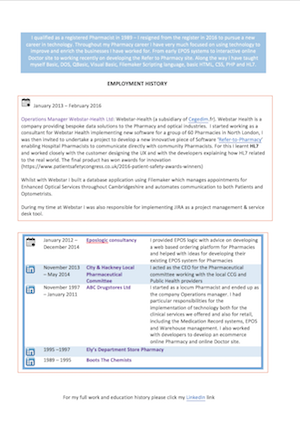 I qualified as a registered Pharmacist in 1989 – I resigned from the register in 2016 to pursue a new
career in technology. Throughout my Pharmacy career I have very much focused on using technology to
improve and enrich the businesses I have worked for. From early EPOS systems to interactive online
Doctor site to working recently on developing the Refer to Pharmacy site. Along the way I have taught
myself Basic, DOS, QBasic, Visual Basic, Filemaker Scripting language, basic HTML, CSS, PHP and HL7.
EMPLOYMENT HISTORY
January 2013 – February 2016
Operations Manager Webstar-Health Ltd: Webstar-Health (a subsidiary of Cegedim.fr). Webstar Health is a
company providing bespoke data solutions to the Pharmacy and optical industries. I started working as a
consultant for Webstar Health implementing new software for a group of 60 Pharmacies in North London, I
was then invited to undertake a project to develop a new innovative piece of Software 'Refer to Pharmacy'
enabling Hospital Pharmacists to communicate directly with community Pharmacists. For this I learnt HL7
and worked closely with the customer designing the UX and with the developers explaining how HL7 related
to the real world. The final product has won awards for innovation
(https://www.patientsafetycongress.co.uk/2016-patient-safety-awards-winners)
Whilst with Webstar I built a database application using Filemaker which manages appointments for
Enhanced Optical Services throughout Cambridgeshire and automates communication to both Patients and
Optometrists.
During my time at Webstar I was also responsible for implementing JIRA as a project management & service
desk tool.
January 2012 – December 2014
Eposlogic consultancy
I provided EPOS logic with advice on developing
a web based ordering platform for Pharmacies
and helped with ideas for developing their
existing EPOS system for Pharmacies
November 2013 – May 2014
City & Hackney Local Pharmaceutical Committee
I acted as the CEO for the Pharmaceutical
committee working with the local CCG and
Public Health providers
November 1997 – January 2011
ABC Drugstores Ltd
I started as a locum Pharmacist and ended up as
the company Operations manager. I had
particular responsibilities for the
implementation of technology both for the
clinical services we offered and also for retail,
including the Medication Record systems, EPOS
and Warehouse management. I also worked
with developers to develop an ecommerce
online Pharmacy and online Doctor site.
1995 –1997
Ely's Department Store Pharmacy
1989 – 1995
Boots The Chemists
For my full work and education history please click my LinkedIn link